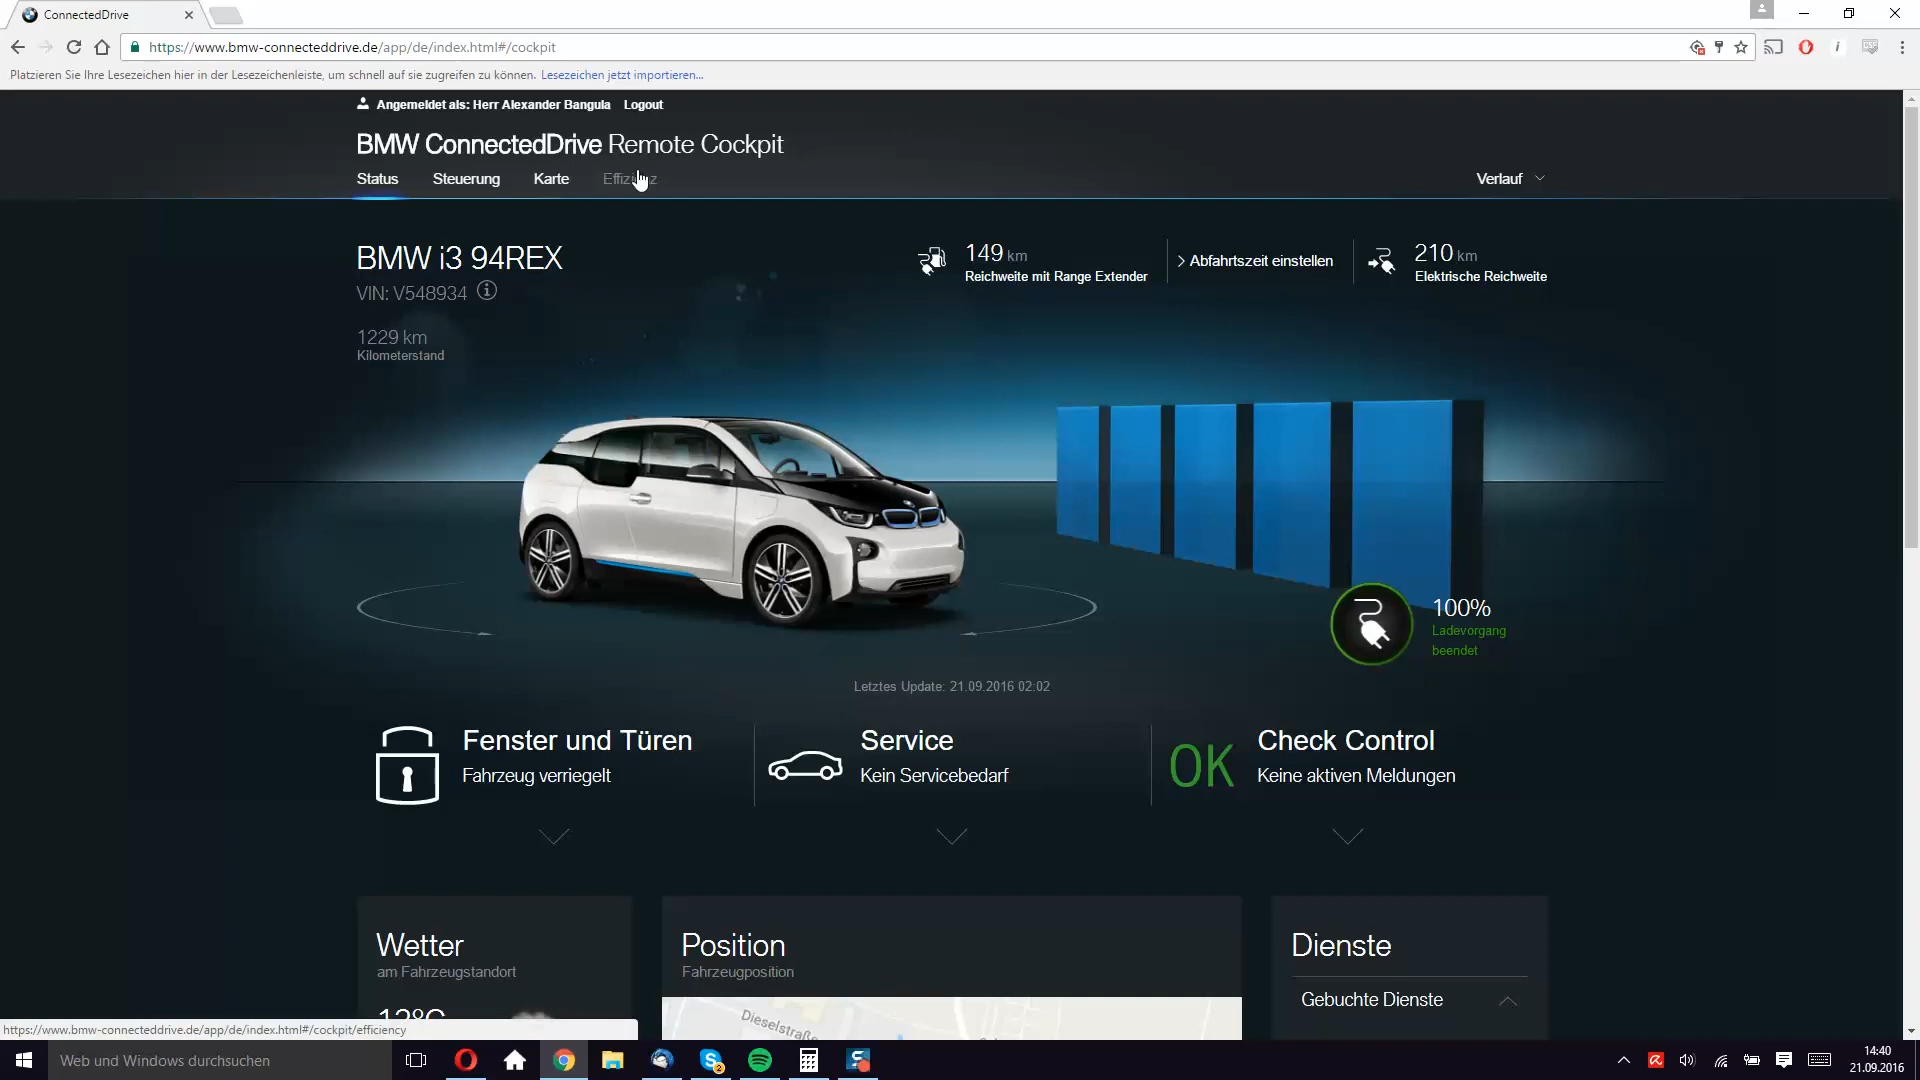 ConnectedDrive
https://www.bmw-connecteddrive.de/app/de/index.html#/cockpit
Platzieren Sie Ihre Lesezeichen hier in der Lesezeichenleiste, um schnell auf sie zugreifen zu können. Lesezeichen jetzt importieren...
Angemeldet als: Herr Alexander Bangula Logout
BMW ConnectedDrive Remote Cockpit
Status Steuerung Karte Effizienz Verlauf
BMW i3 94REX
VIN: V548934
1229 km
Kilometerstand
149 km
Reichweite mit Range Extender
Abfahrtszeit einstellen
210 km
Elektrische Reichweite
100%
Ladevorgang
beendet
Letztes Update: 21.09.2016 02:02
Fenster und Türen
Fahrzeug verriegelt
Service
Kein Servicebedarf
OK
Check Control
Keine aktiven Meldungen
Wetter
am Fahrzeugstandort
12°C
Position
Fahrzeugposition
Dieselstraße
Dienste
Gebuchte Dienste
https://www.bmw-connecteddrive.de/app/de/index.html#/cockpit/efficiency
Web und Windows durchsuchen
2
14:40
21.09.2016